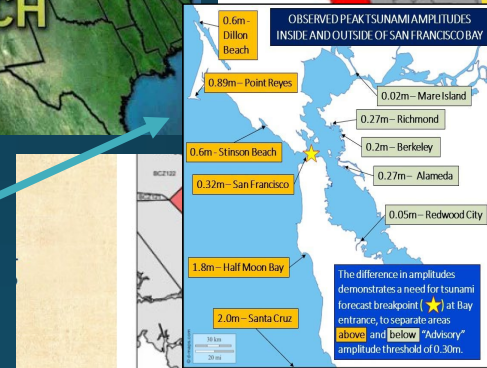 CH
OBSERVED PEAK TSUNAMI AMPLITUDES
INSIDE AND OUTSIDE OF SAN FRANCISCO BAY
0.6m -
Dillon
Beach
0.89m – Point Reyes
0.02m – Mare Island
0.27m – Richmond
0.6m - Stinson Beach
0.2m – Berkeley
0.32m – San Francisco
0.27m – Alameda
0.05m – Redwood City
1.8m – Half Moon Bay
2.0m – Santa Cruz
The difference in amplitudes
demonstrates a need for tsunami
forecast breakpoint ( ) at Bay
entrance, to separate areas
above and below "Advisory"
amplitude threshold of 0.30m.
30 km
20 mi
BCZ122